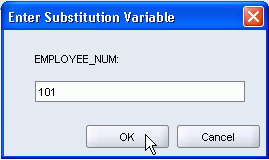 Enter Substitution Variable
EMPLOYEE_NUM:
101
OK Cancel